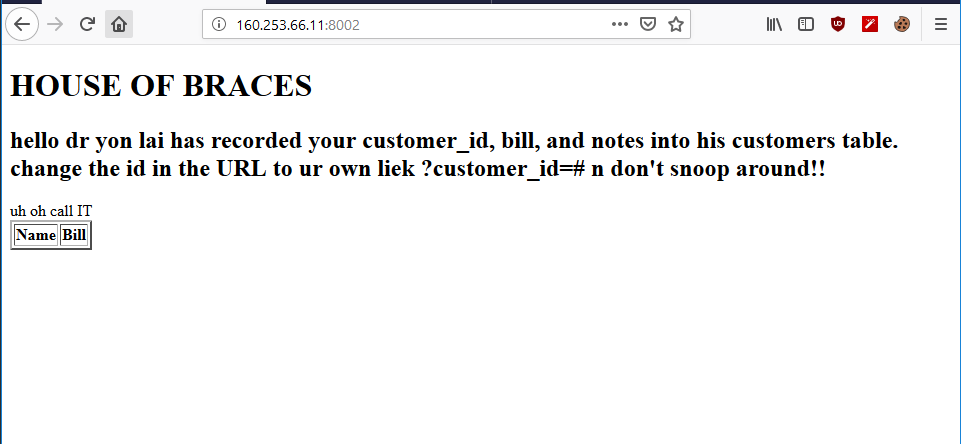 160.253.66.11:8002
HOUSE OF BRACES
hello dr yon lai has recorded your customer_id, bill, and notes into his customers table.
change the id in the URL to ur own liek ?customer_id=# n don't snoop around!!
uh oh call IT
Name Bill